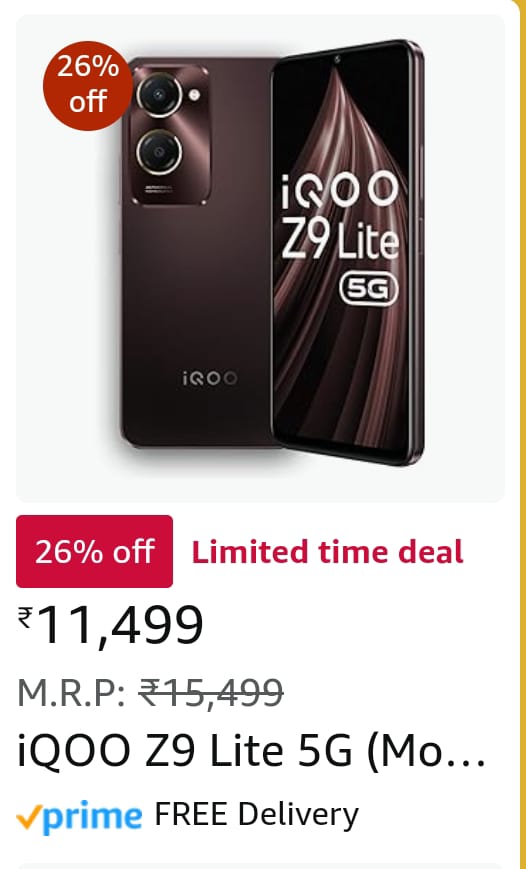 26%
off
iQOO
Z9 Lite
5G
iQOO
26% off Limited time deal
₹11,499
M.R.P: ₹15,499
iQOO Z9 Lite 5G (Mo...
prime FREE Delivery